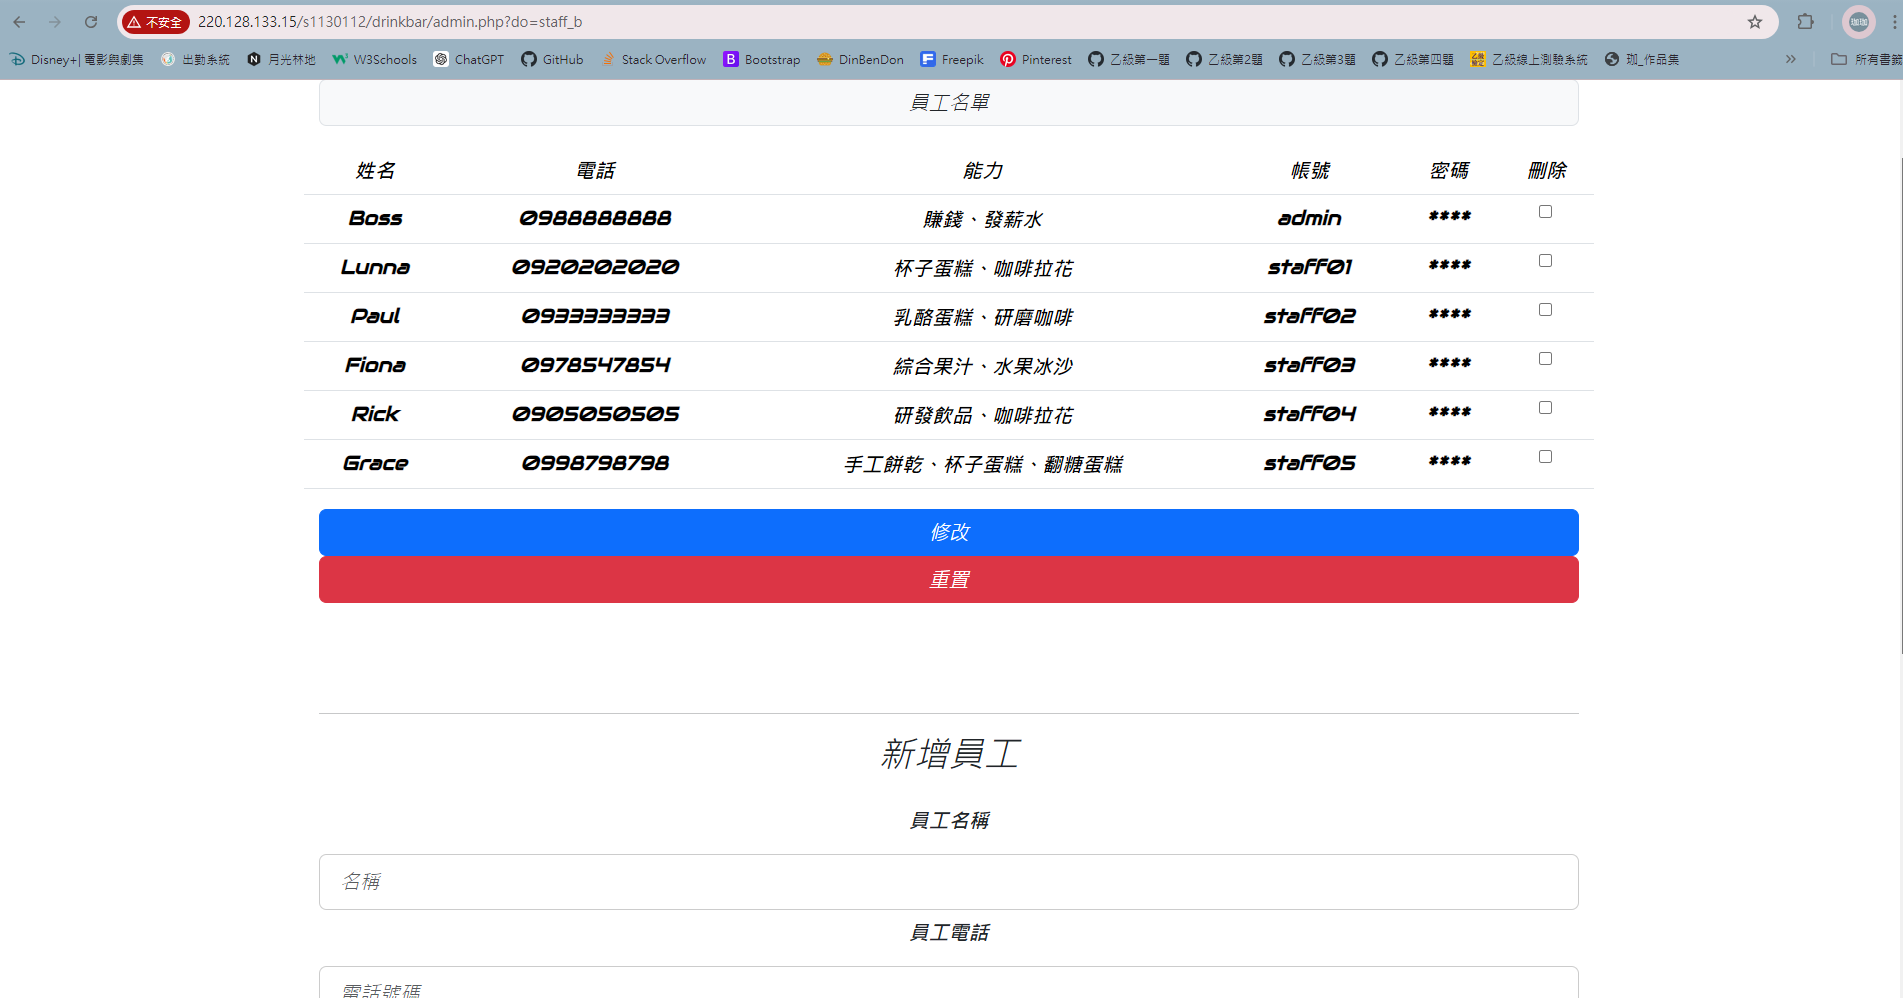 不安全 220.128.133.15/s1130112/drinkbar/admin.php?do=staff_b 珈珈
Disney+| 電影與劇集 出勤系統 月光林地 W3Schools ChatGPT GitHub Stack Overflow Bootstrap DinBenDon Freepik Pinterest 乙級第一題 乙級第2題 乙級第3題 乙級第四題 乙級線上測驗系統 珈_作品集 » 所有書籤
員工名單
姓名 電話 能力 帳號 密碼 刪除
Boss 0988888888 賺錢、發薪水 admin ****
Lunna 0920202020 杯子蛋糕、咖啡拉花 staff01 ****
Paul 0933333333 乳酪蛋糕、研磨咖啡 staff02 ****
Fiona 0978547854 綜合果汁、水果冰沙 staff03 ****
Rick 0905050505 研發飲品、咖啡拉花 staff04 ****
Grace 0998798798 手工餅乾、杯子蛋糕、翻糖蛋糕 staff05 ****
修改
重置
新增員工
員工名稱
名稱
員工電話
電話號碼